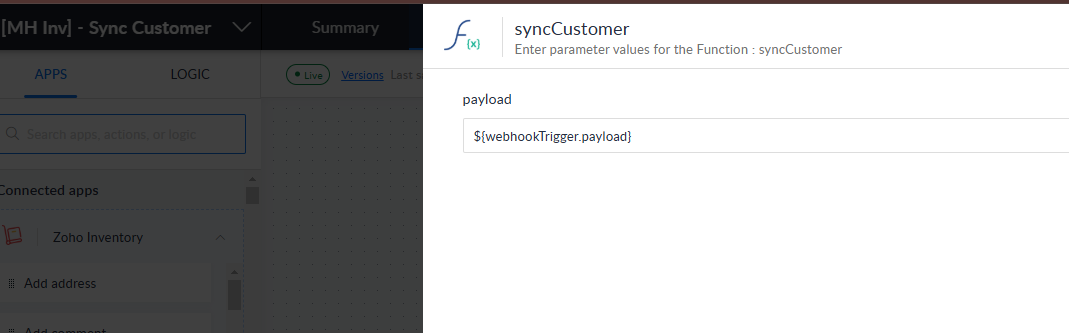 [MH Inv] - Sync Customer
Summary
APPS
LOGIC
Live
Versions
Last s
Search apps, actions, or logic
Connected apps
Zoho Inventory
Add address
Add comment
f(x)
syncCustomer
Enter parameter values for the Function : syncCustomer
payload
${webhookTrigger.payload}